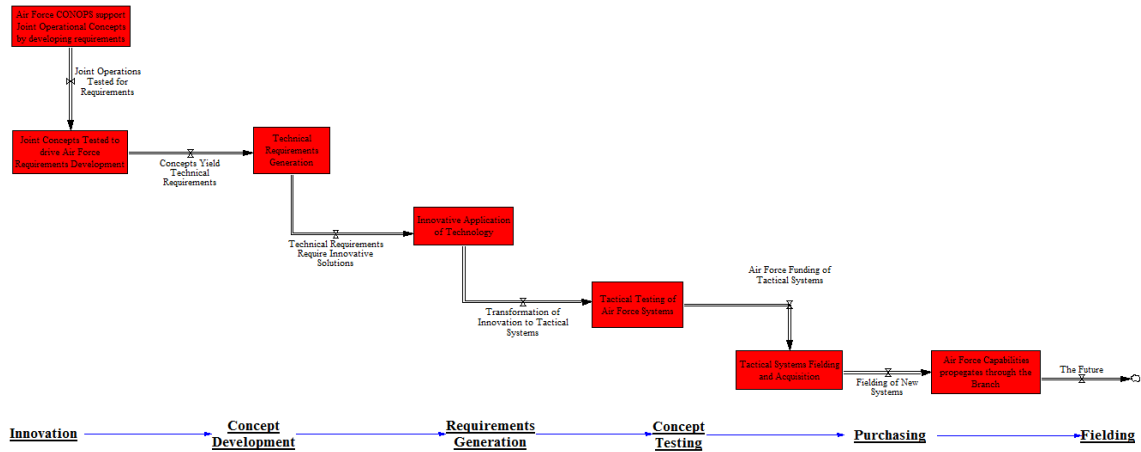 Air Force CONOPS support
Joint Operational Concepts
by developing requirements
Joint Operations
Tested for
Requirements
Joint Concepts Tested to
drive Air Force
Requirements Development
Concepts Yield
Technical
Requirements
Technical
Requirements
Generation
Technical Requirements
Require Innovative
Solutions
Innovative Application
of Technology
Transformation of
Innovation to Tactical
Systems
Tactical Testing of
Air Force Systems
Air Force Funding of
Tactical Systems
Tactical Systems Fielding
and Acquisition
Fielding of New
Systems
Air Force Capabilities
propegates through the
Branch
The Future
Innovation
Concept
Development
Requirements
Generation
Concept
Testing
Purchasing
Fielding